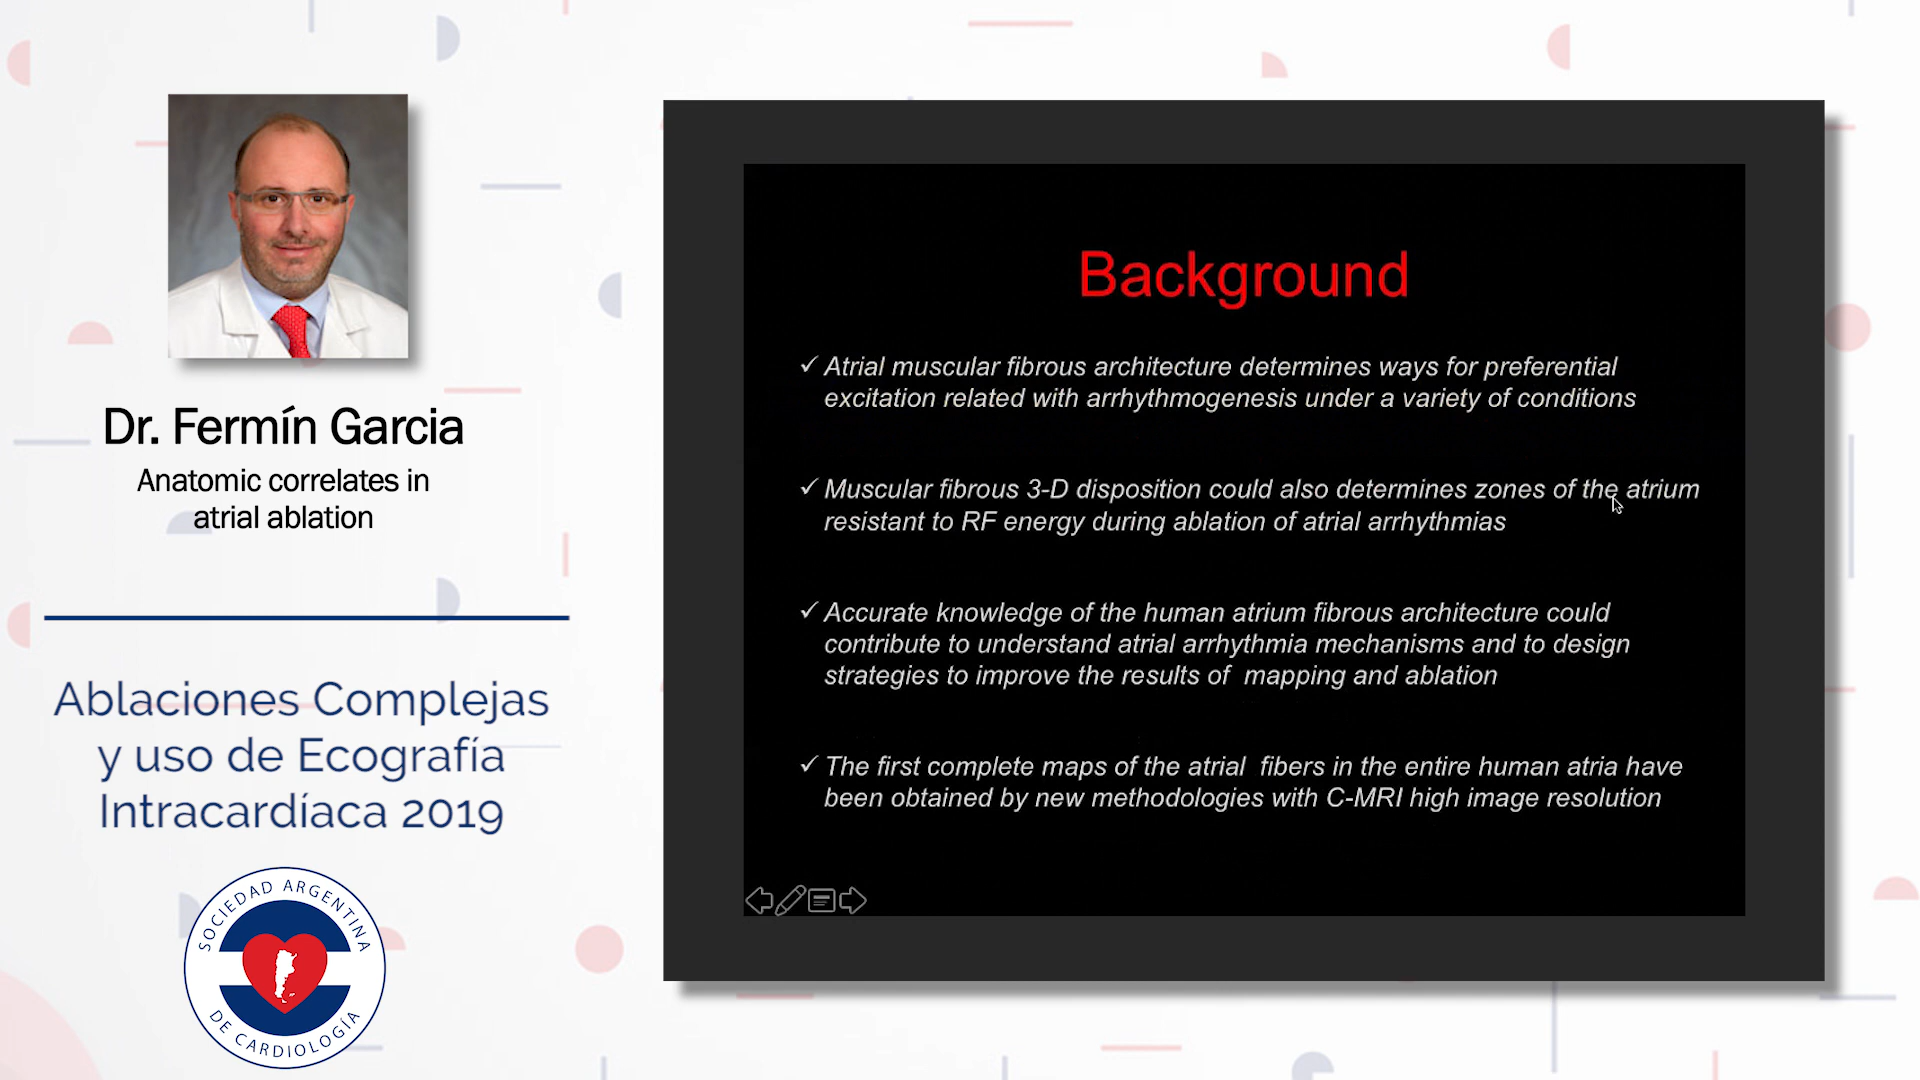 Dr. Fermín Garcia
Anatomic correlates in
atrial ablation
Ablaciones Complejas
y uso de Ecografía
Intracardíaca 2019
SOCIEDAD ARGENTINA
DE CARDIOLOGÍA
Background
✓ Atrial muscular fibrous architecture determines ways for preferential
excitation related with arrhythmogenesis under a variety of conditions
✓ Muscular fibrous 3-D disposition could also determines zones of the atrium
resistant to RF energy during ablation of atrial arrhythmias
✓ Accurate knowledge of the human atrium fibrous architecture could
contribute to understand atrial arrhythmia mechanisms and to design
strategies to improve the results of  mapping and ablation
✓ The first complete maps of the atrial  fibers in the entire human atria have
been obtained by new methodologies with C-MRI high image resolution